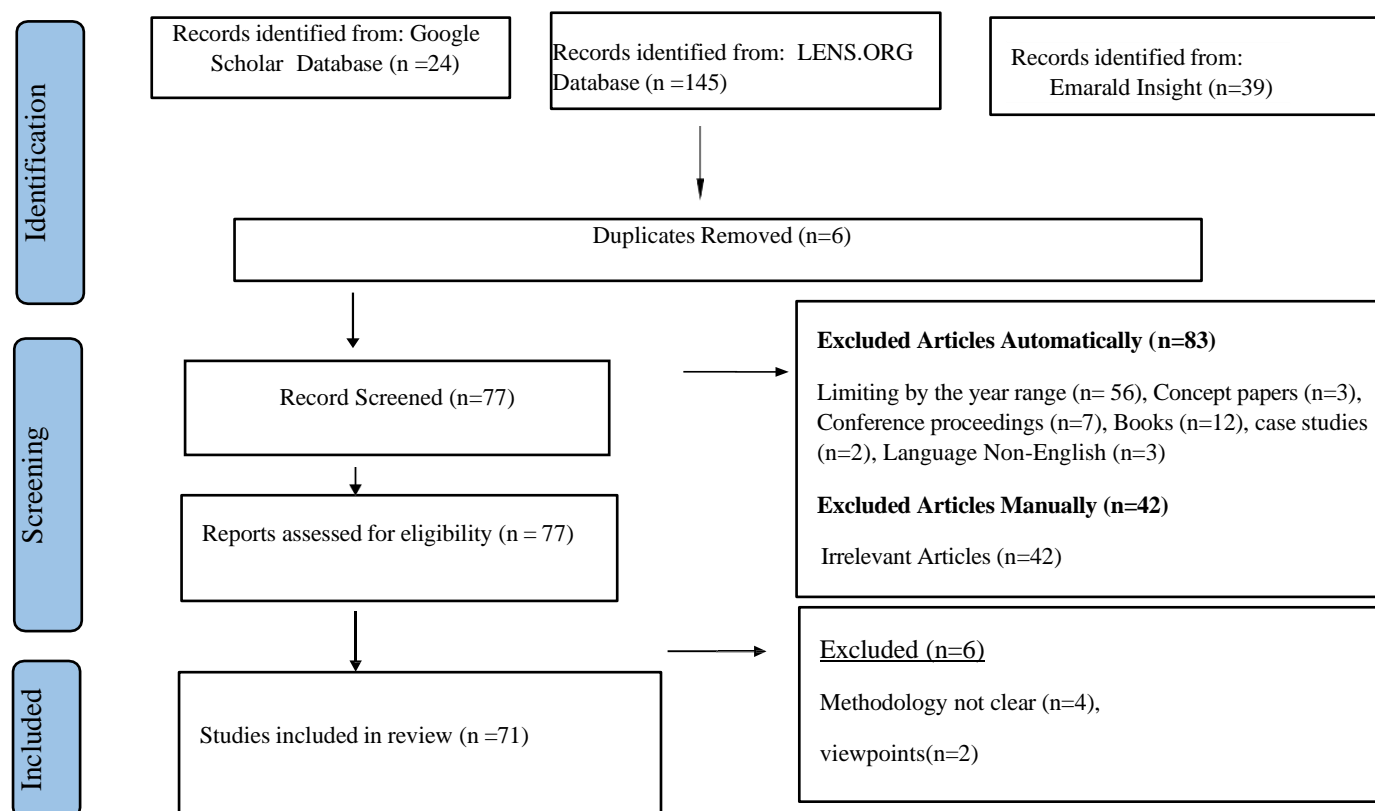 Identification
Records identified from: Google
Scholar Database (n =24)
Records identified from: LENS.ORG
Database (n =145)
Records identified from:
Emarald Insight (n=39)
Duplicates Removed (n=6)
Screening
Record Screened (n=77)
Excluded Articles Automatically (n=83)
Limiting by the year range (n= 56), Concept papers (n=3),
Conference proceedings (n=7), Books (n=12), case studies
(n=2), Language Non-English (n=3)
Excluded Articles Manually (n=42)
Irrelevant Articles (n=42)
Reports assessed for eligibility (n = 77)
Included
Studies included in review (n =71)
Excluded (n=6)
Methodology not clear (n=4),
viewpoints(n=2)